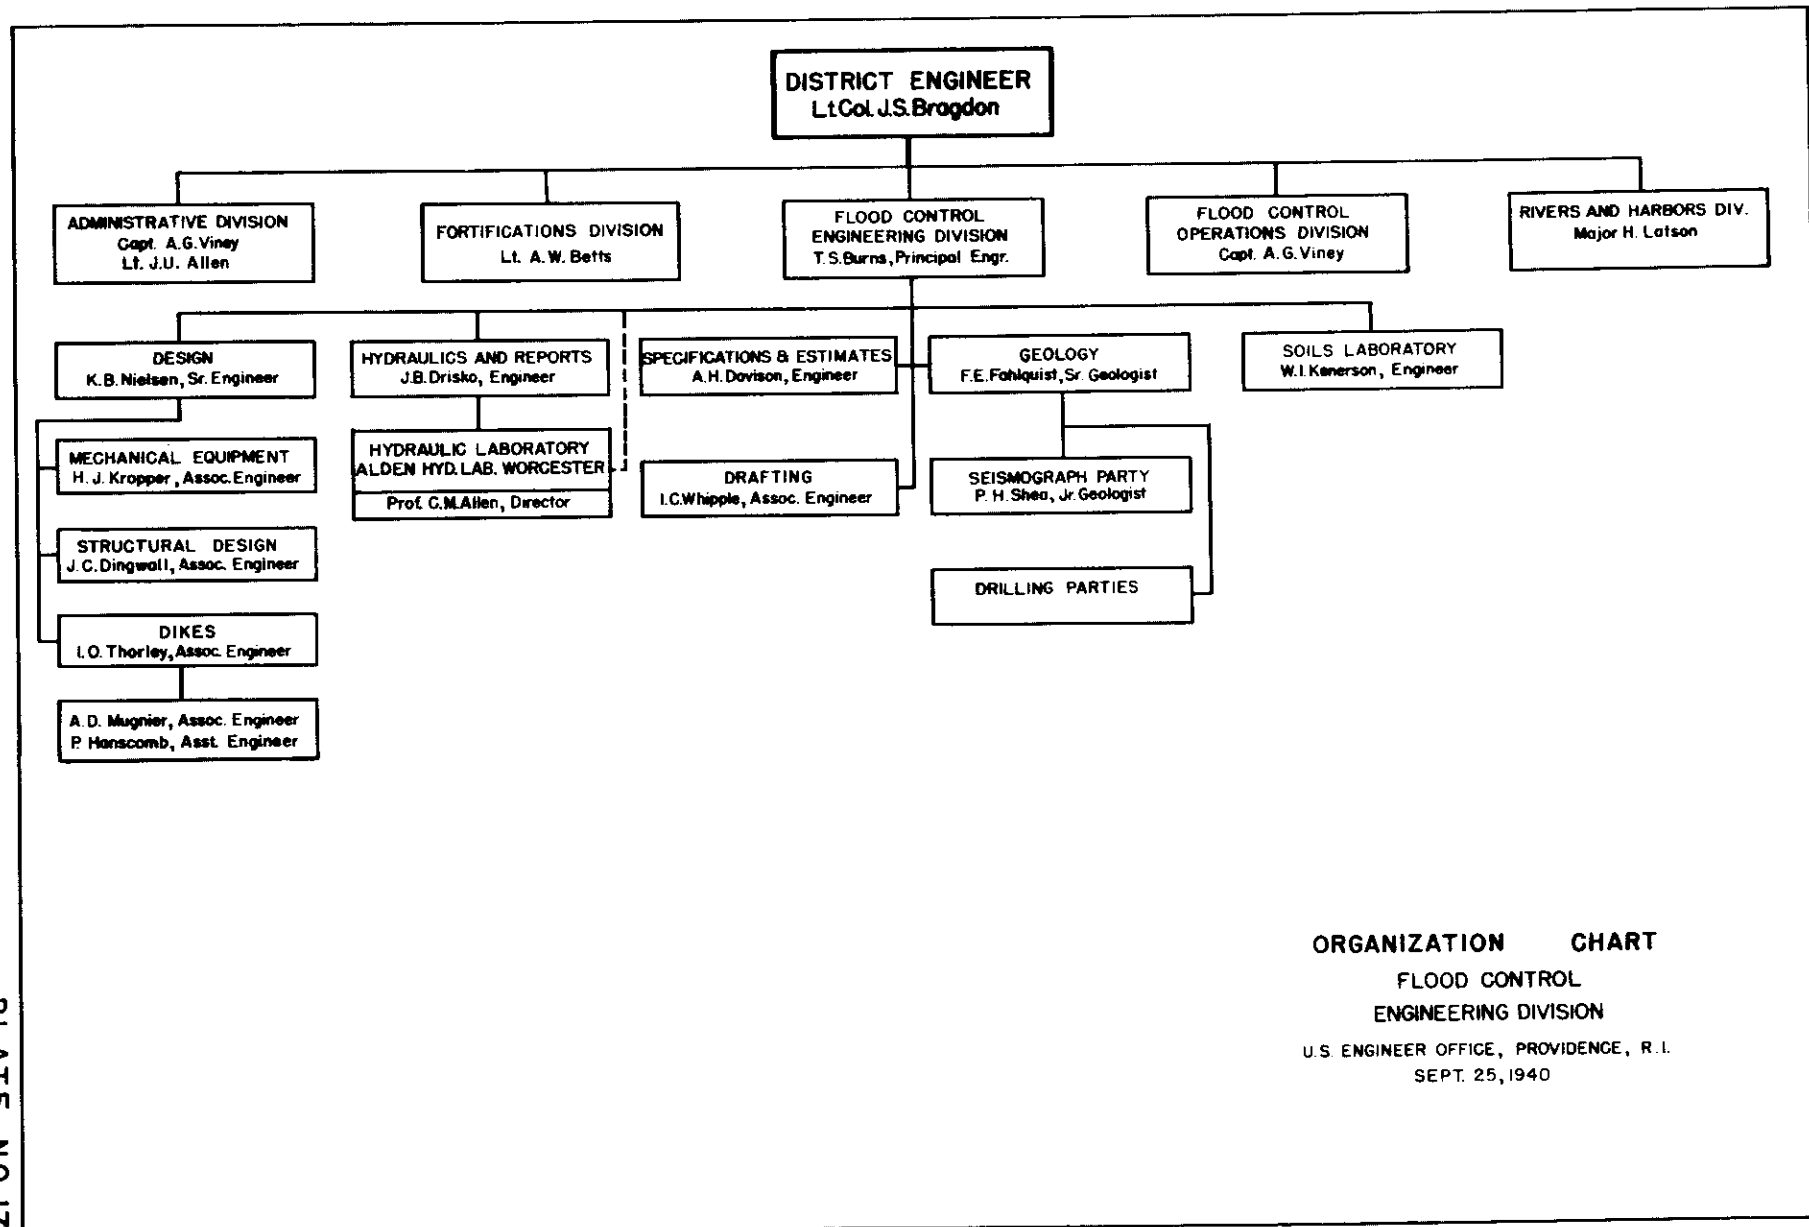 DISTRICT ENGINEER
Lt.Col. J.S.Bragdon
ADMINISTRATIVE DIVISION
Capt. A.G.Viney
Lt. J.U. Allen
FORTIFICATIONS DIVISION
Lt. A.W. Betts
FLOOD CONTROL
ENGINEERING DIVISION
T.S.Burns, Principal Engr.
FLOOD CONTROL
OPERATIONS DIVISION
Capt. A.G.Viney
RIVERS AND HARBORS DIV.
Major H. Latson
DESIGN
K.B.Nielsen, Sr. Engineer
HYDRAULICS AND REPORTS
J.B.Drisko, Engineer
SPECIFICATIONS & ESTIMATES
A.H.Davison, Engineer
GEOLOGY
F.E.Fahlquist, Sr. Geologist
SOILS LABORATORY
W.I.Kenerson, Engineer
MECHANICAL EQUIPMENT
H. J. Kropper, Assoc. Engineer
HYDRAULIC LABORATORY
ALDEN HYD. LAB. WORCESTER
Prof. C.M.Allen, Director
DRAFTING
I.C.Whipple, Assoc. Engineer
SEISMOGRAPH PARTY
P. H. Shea, Jr. Geologist
STRUCTURAL DESIGN
J.C.Dingwall, Assoc. Engineer
DRILLING PARTIES
DIKES
I.O. Thorley, Assoc. Engineer
A.D. Mugnier, Assoc. Engineer
P. Hanscomb, Asst. Engineer
ORGANIZATION CHART
FLOOD CONTROL
ENGINEERING DIVISION
U.S. ENGINEER OFFICE, PROVIDENCE, R.I.
SEPT. 25, 1940
PLATE NO. 17